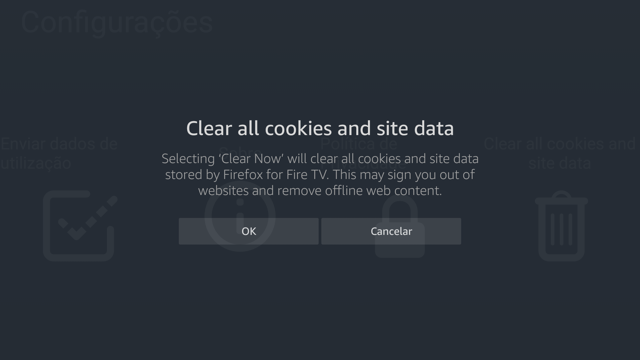 Configurações
Enviar dados de
utilização
Política de
Clear all cookies and
site data
Clear all cookies and site data
Selecting 'Clear Now' will clear all cookies and site data
stored by Firefox for Fire TV. This may sign you out of
websites and remove offline web content.
OK
Cancelar